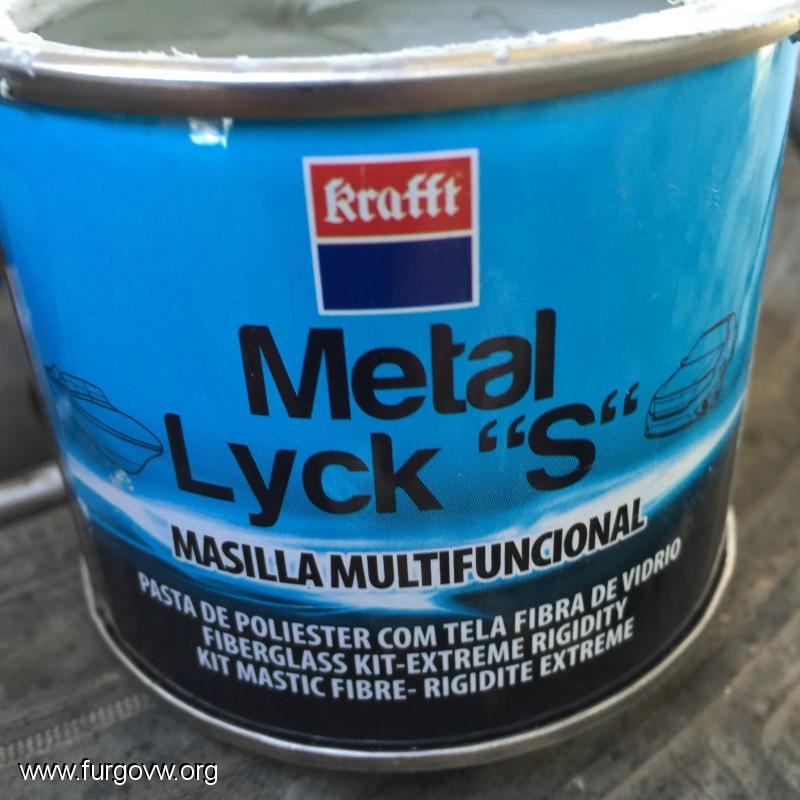 krafft
Metal
Lyck “S“
MASILLA MULTIFUNCIONAL
PASTA DE POLIESTER COM TELA FIBRA DE VIDRIO
FIBERGLASS KIT-EXTREME RIGIDITY
KIT MASTIC FIBRE- RIGIDITE EXTREME
www.furgovw.org